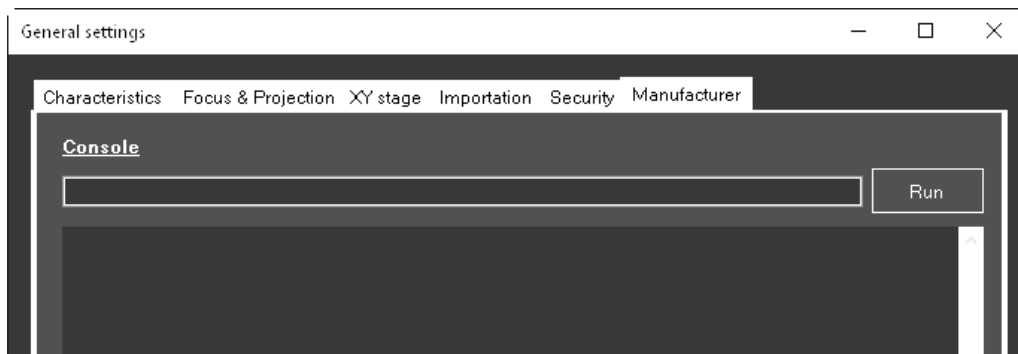 General settings
Characteristics Focus & Projection XY stage Importation Security Manufacturer
Console
Run